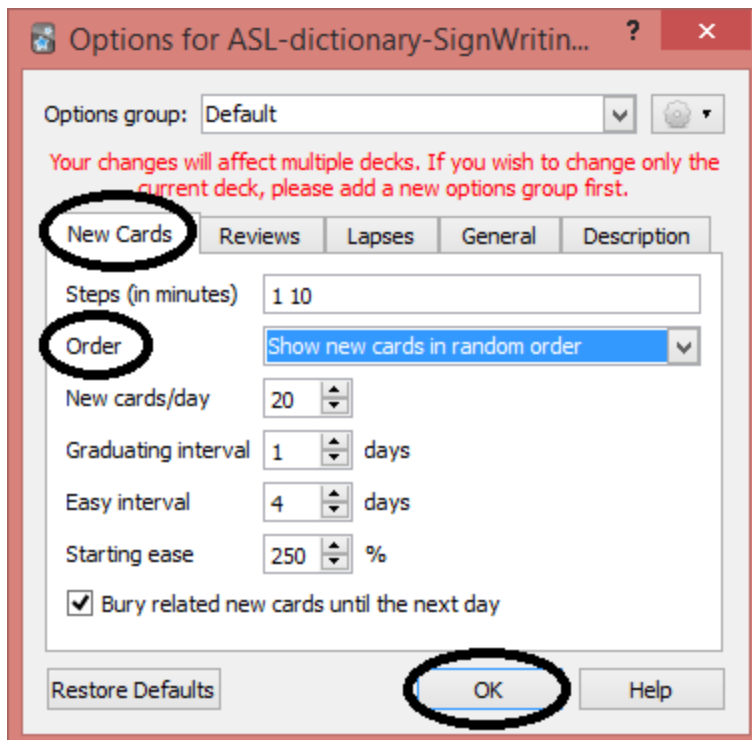 Options for ASL-dictionary-SignWritin... ? ×
Options group: Default
Your changes will affect multiple decks. If you wish to change only the
current deck, please add a new options group first.
New Cards Reviews Lapses General Description
Steps (in minutes) 1 10
Order Show new cards in random order
New cards/day 20
Graduating interval 1 days
Easy interval 4 days
Starting ease 250 %
Bury related new cards until the next day
Restore Defaults OK Help